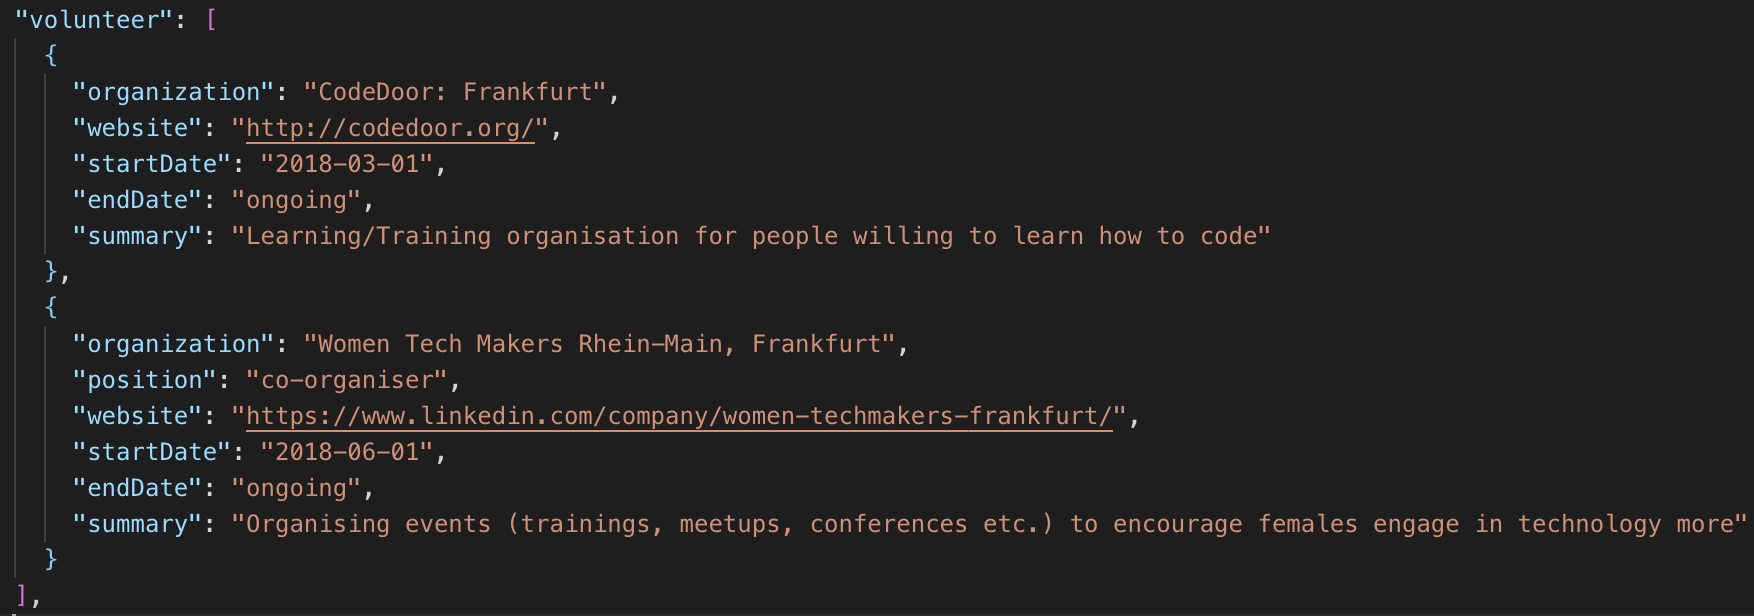 "volunteer": [
{
"organization": "CodeDoor: Frankfurt",
"website": "http://codedoor.org/",
"startDate": "2018-03-01",
"endDate": "ongoing",
"summary": "Learning/Training organisation for people willing to learn how to code"
},
{
"organization": "Women Tech Makers Rhein-Main, Frankfurt",
"position": "co-organiser",
"website": "https://www.linkedin.com/company/women-techmakers-frankfurt/",
"startDate": "2018-06-01",
"endDate": "ongoing",
"summary": "Organising events (trainings, meetups, conferences etc.) to encourage females engage in technology more"
}
],